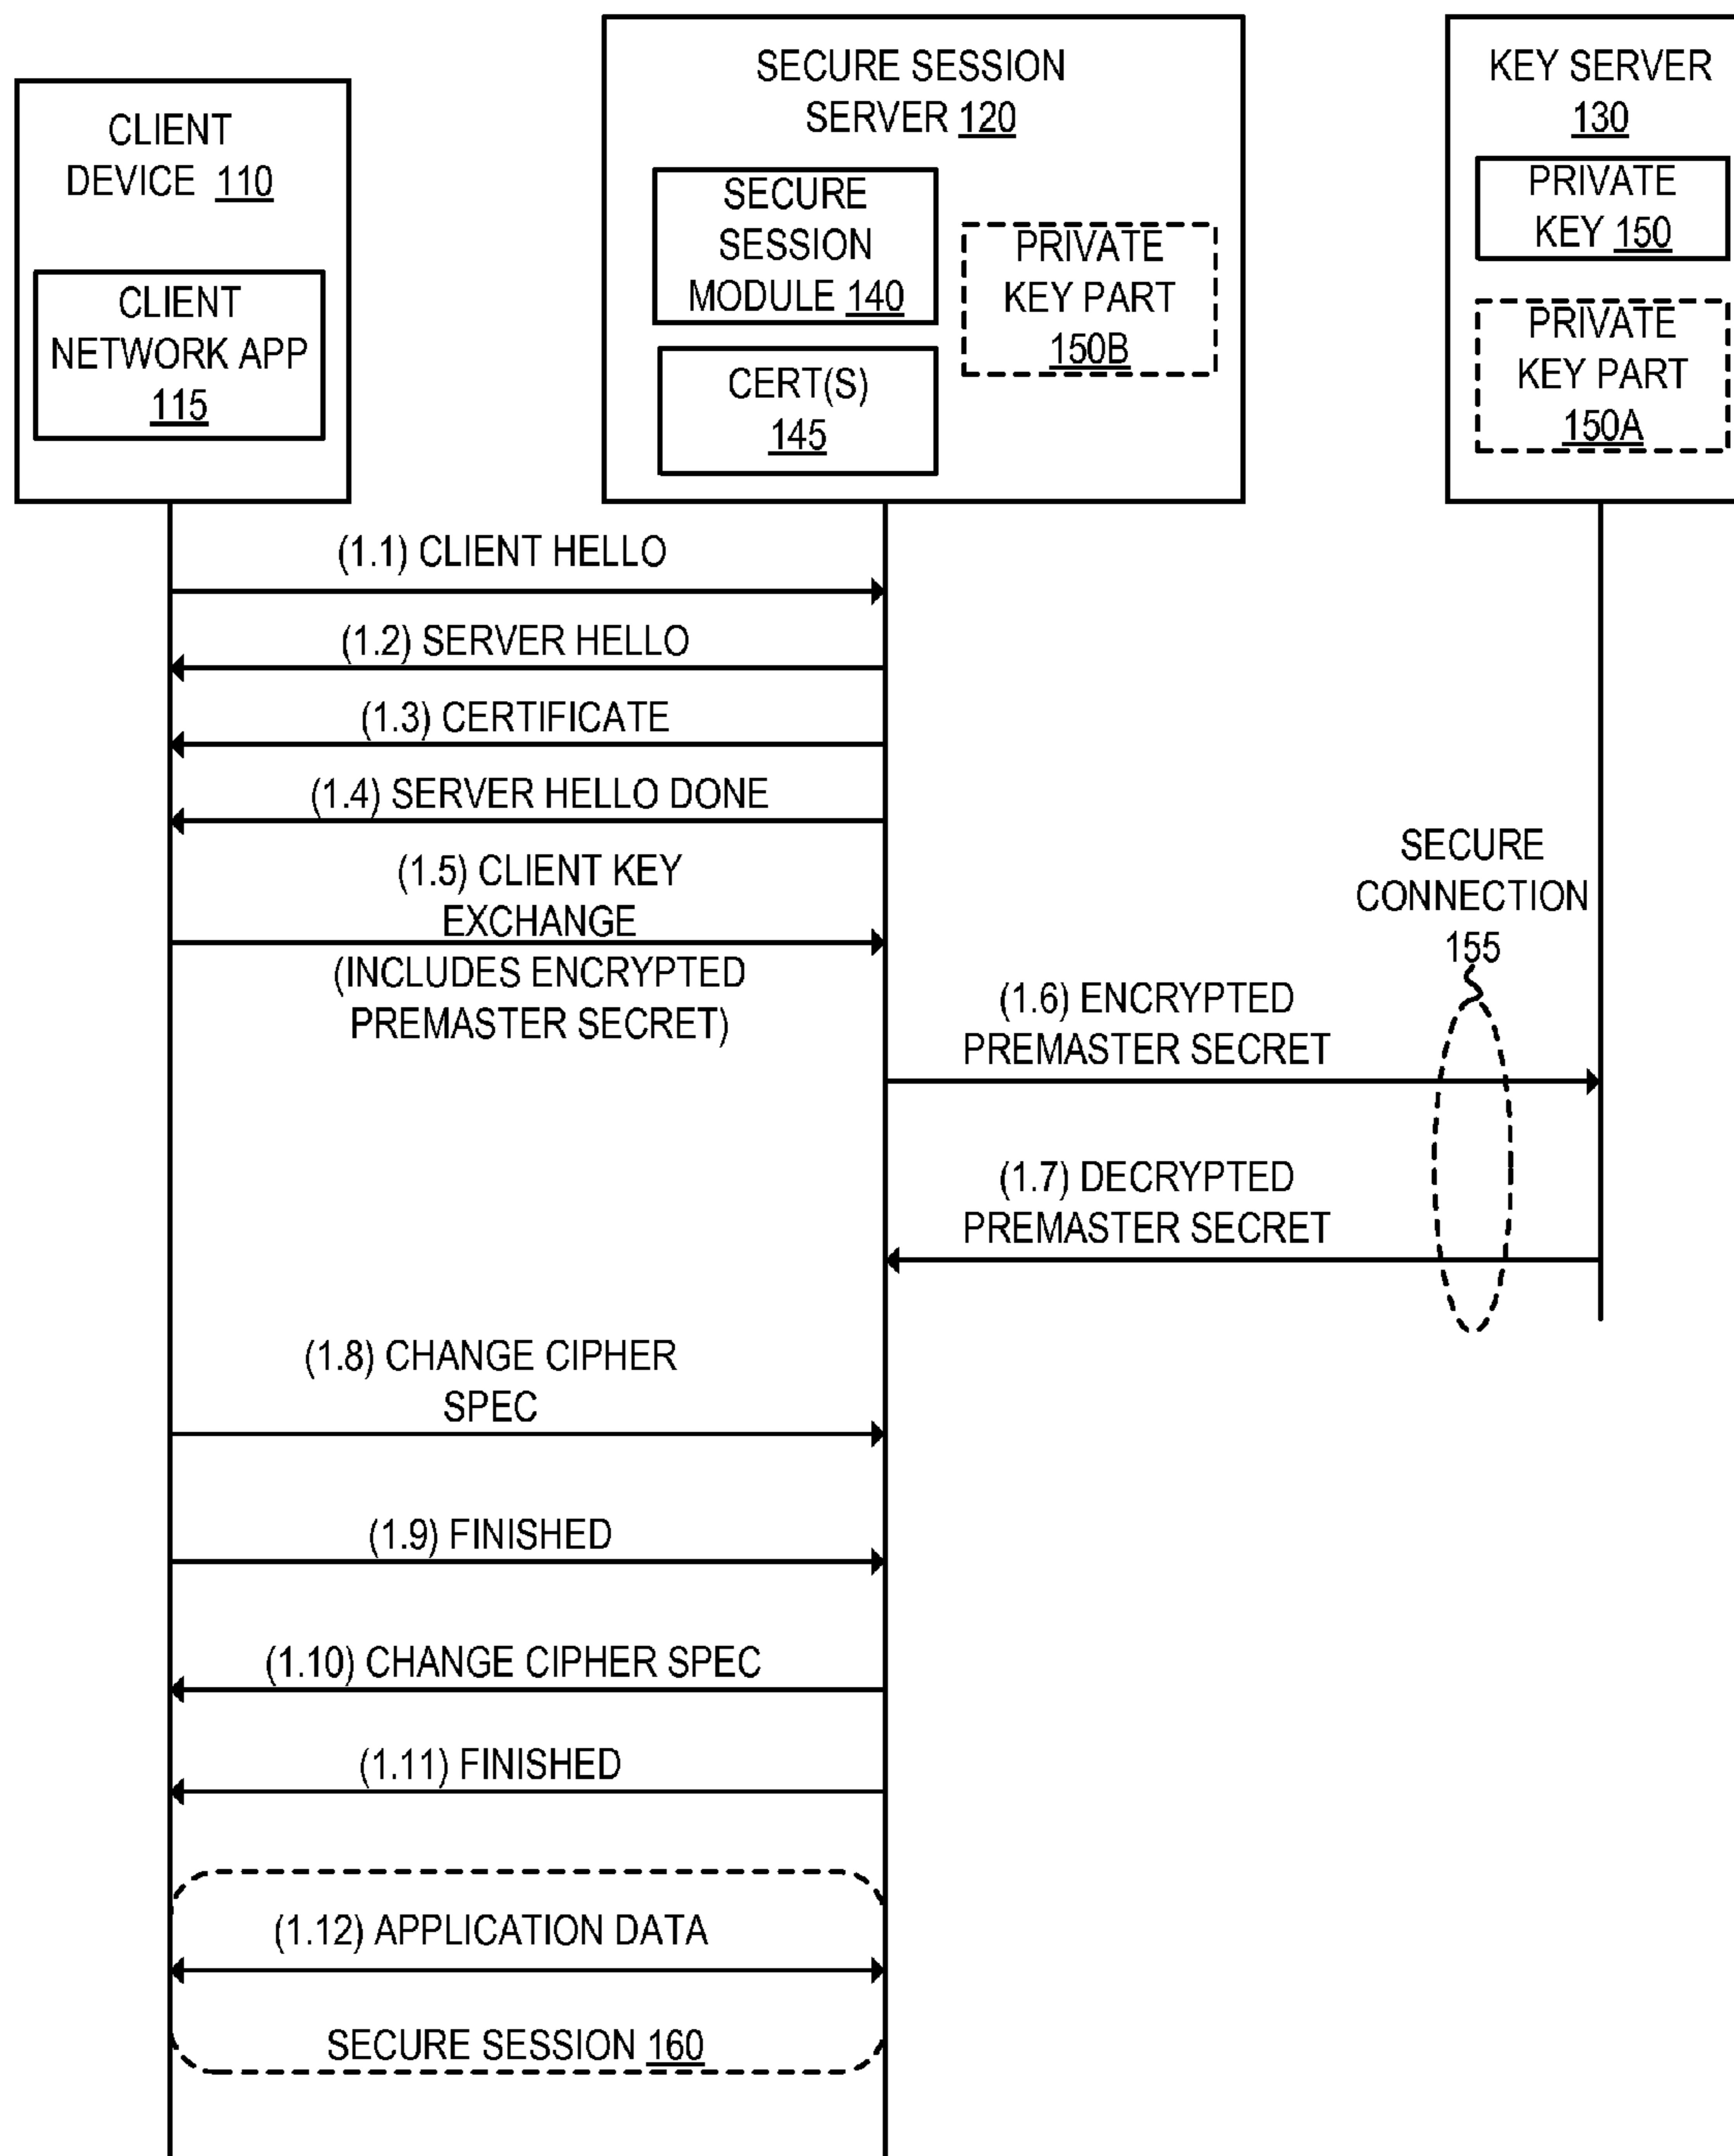 CLIENT
DEVICE 110
CLIENT
NETWORK APP
115
SECURE SESSION
SERVER 120
SECURE
SESSION
MODULE 140
CERT(S)
145
PRIVATE
KEY PART
150B
KEY SERVER
130
PRIVATE
KEY 150
PRIVATE
KEY PART
150A
(1.1) CLIENT HELLO
(1.2) SERVER HELLO
(1.3) CERTIFICATE
(1.4) SERVER HELLO DONE
(1.5) CLIENT KEY
EXCHANGE
(INCLUDES ENCRYPTED
PREMASTER SECRET)
SECURE
CONNECTION
155
(1.6) ENCRYPTED
PREMASTER SECRET
(1.7) DECRYPTED
PREMASTER SECRET
(1.8) CHANGE CIPHER
SPEC
(1.9) FINISHED
(1.10) CHANGE CIPHER SPEC
(1.11) FINISHED
(1.12) APPLICATION DATA
SECURE SESSION 160